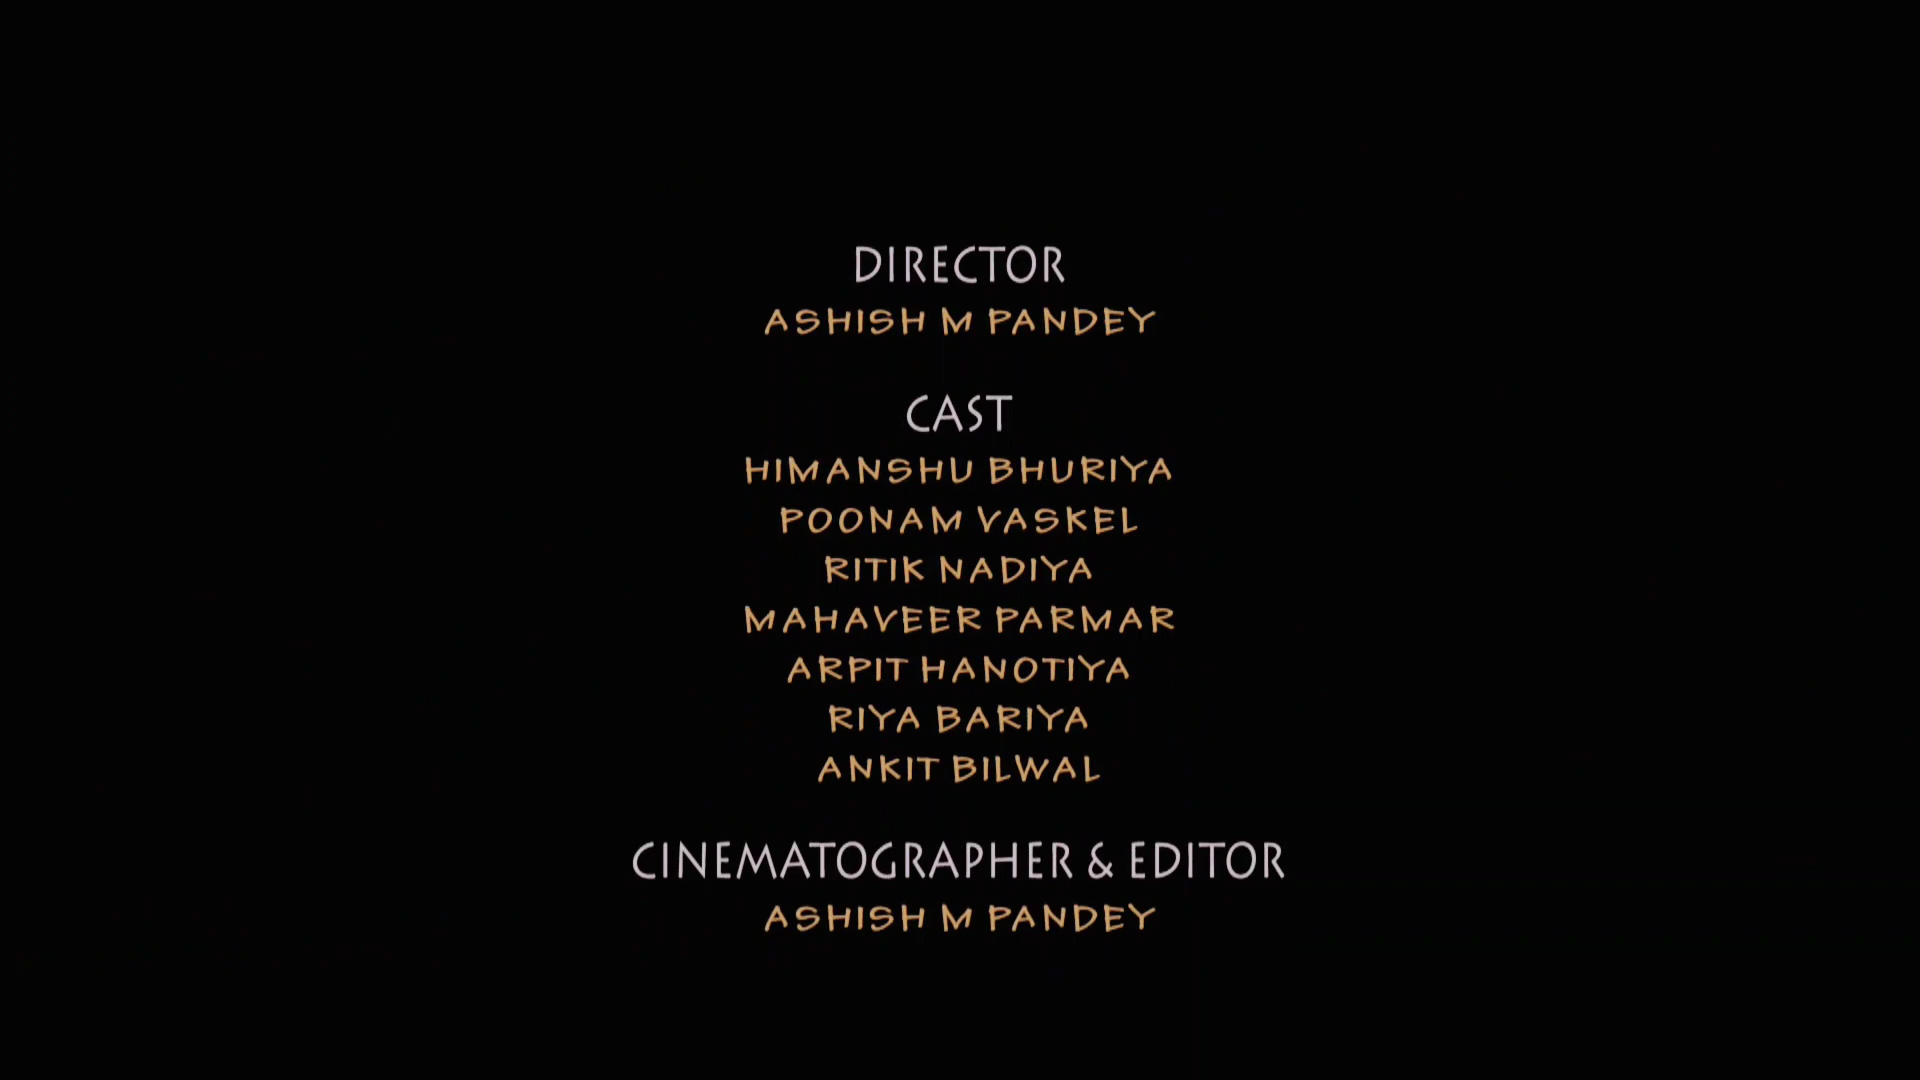 DIRECTOR
ASHISH M PANDEY
CAST
HIMANSHU BHURIYA
POONAM VASKEL
RITIK NADIYA
MAHAVEER PARMAR
ARPIT HANOTIYA
RIYA BARIYA
ANKIT BILWAL
CINEMATOGRAPHER & EDITOR
ASHISH M PANDEY